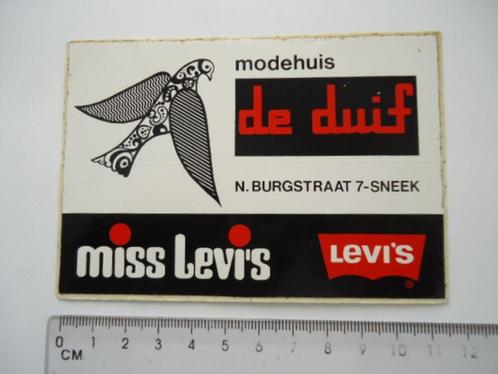 modehuis
de duif
N. BURGSTRAAT 7-SNEEK
miss Levi's
LEVI'S
®
0 1 2 3 4 5 6 7 8 9 10 11 12
CM.